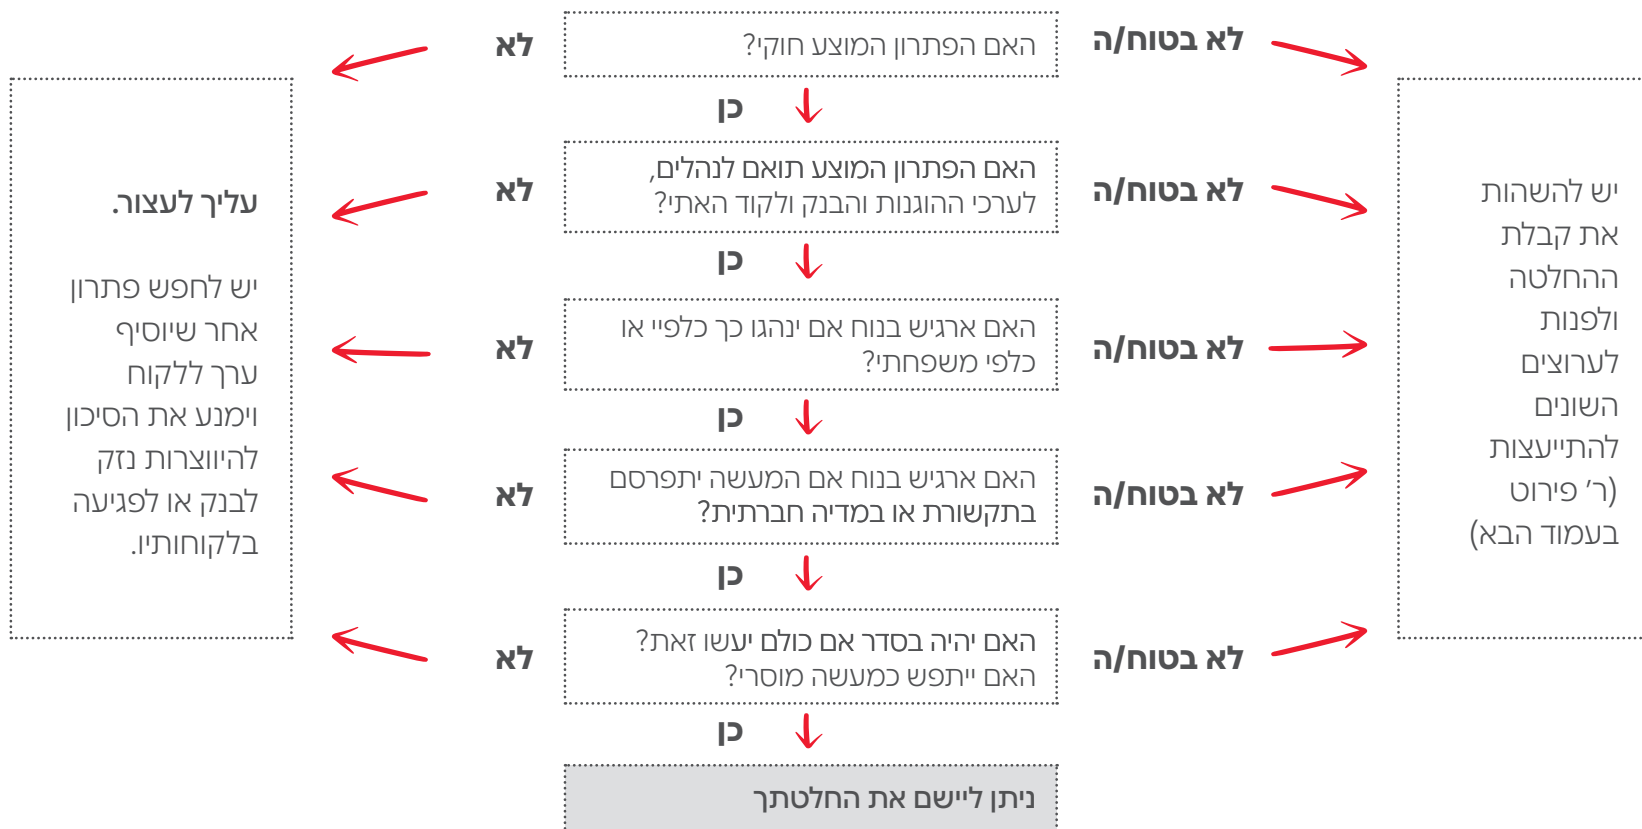 לא בטוח/ה
האם הפתרון המוצע חוקי?
לא
כן
לא בטוח/ה
האם הפתרון המוצע תואם לנהלים,
לערכי ההוגנות והבנק ולקוד האתי?
לא
כן
לא בטוח/ה
האם ארגיש בנוח אם ינהגו כך כלפיי או
כלפי משפחתי?
לא
כן
לא בטוח/ה
האם ארגיש בנוח אם המעשה יתפרסם
בתקשורת או במדיה חברתית?
לא
כן
לא בטוח/ה
האם יהיה בסדר אם כולם יעשו זאת?
האם ייתפש כמעשה מוסרי?
לא
כן
ניתן ליישם את החלטתך
יש להשהות
את קבלת
ההחלטה
ולפנות
לערוצים
השונים
להתייעצות
(ר' פירוט
בעמוד הבא)
עליך לעצור.
יש לחפש פתרון
אחר שיוסיף
ערך ללקוח
וימנע את הסיכון
להיווצרות נזק
לבנק או לפגיעה
בלקוחותיו.